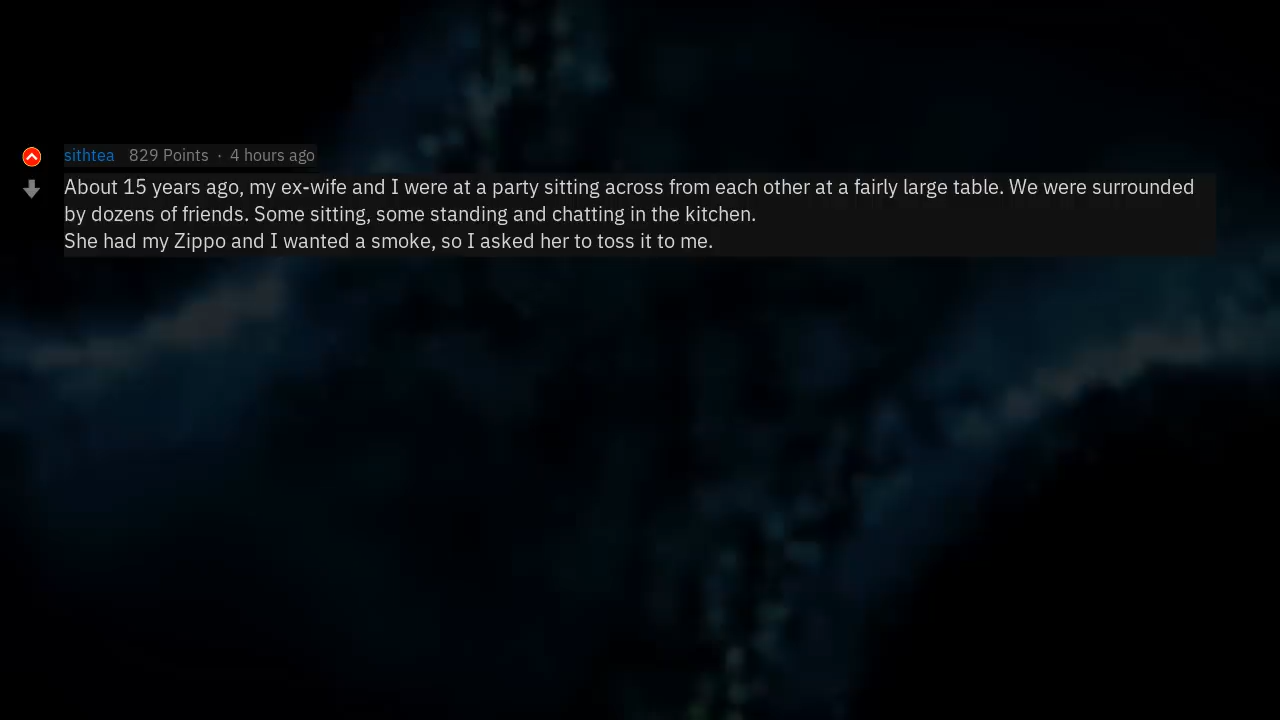 sithtea 829 Points · 4 hours ago
About 15 years ago, my ex-wife and I were at a party sitting across from each other at a fairly large table. We were surrounded
by dozens of friends. Some sitting, some standing and chatting in the kitchen.
She had my Zippo and I wanted a smoke, so I asked her to toss it to me.